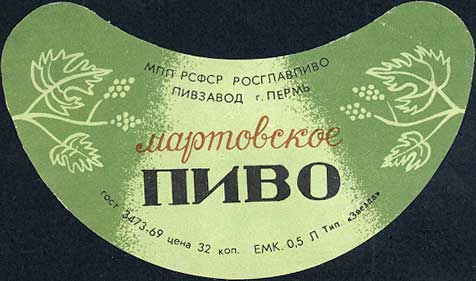 МПП РСФСР РОСГЛАВПИВО
ПИВЗАВОД г. ПЕРМЬ
мартовское
ПИВО
ГОСТ 3473-69 цена 32 коп. ЕМК. 0,5 Л Тип. «Звезда»